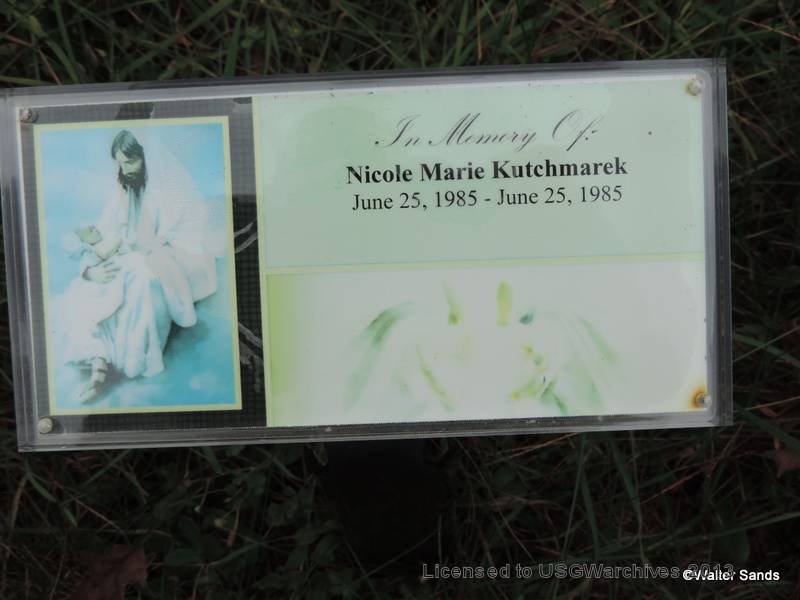 In Memory Of:
Nicole Marie Kutchmarek
June 25, 1985 - June 25, 1985
Licensed to USGWarchives 2013
©Walter Sands